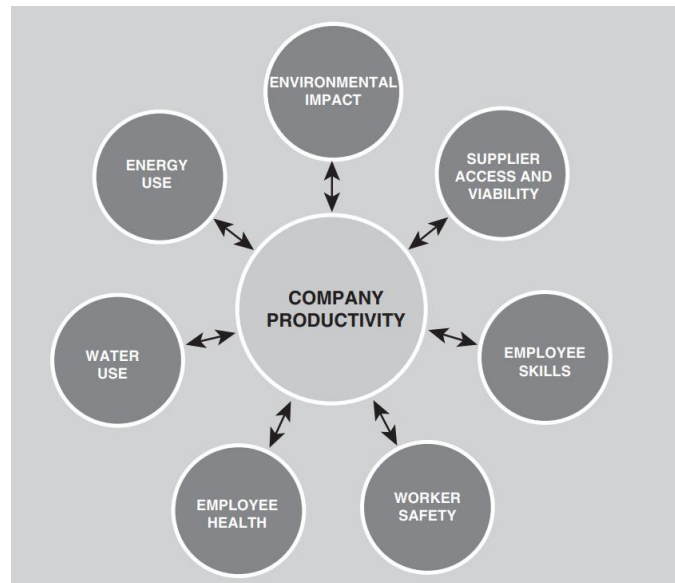 ENVIRONMENTAL
IMPACT
SUPPLIER
ACCESS AND
VIABILITY
EMPLOYEE
SKILLS
WORKER
SAFETY
EMPLOYEE
HEALTH
WATER
USE
ENERGY
USE
COMPANY
PRODUCTIVITY